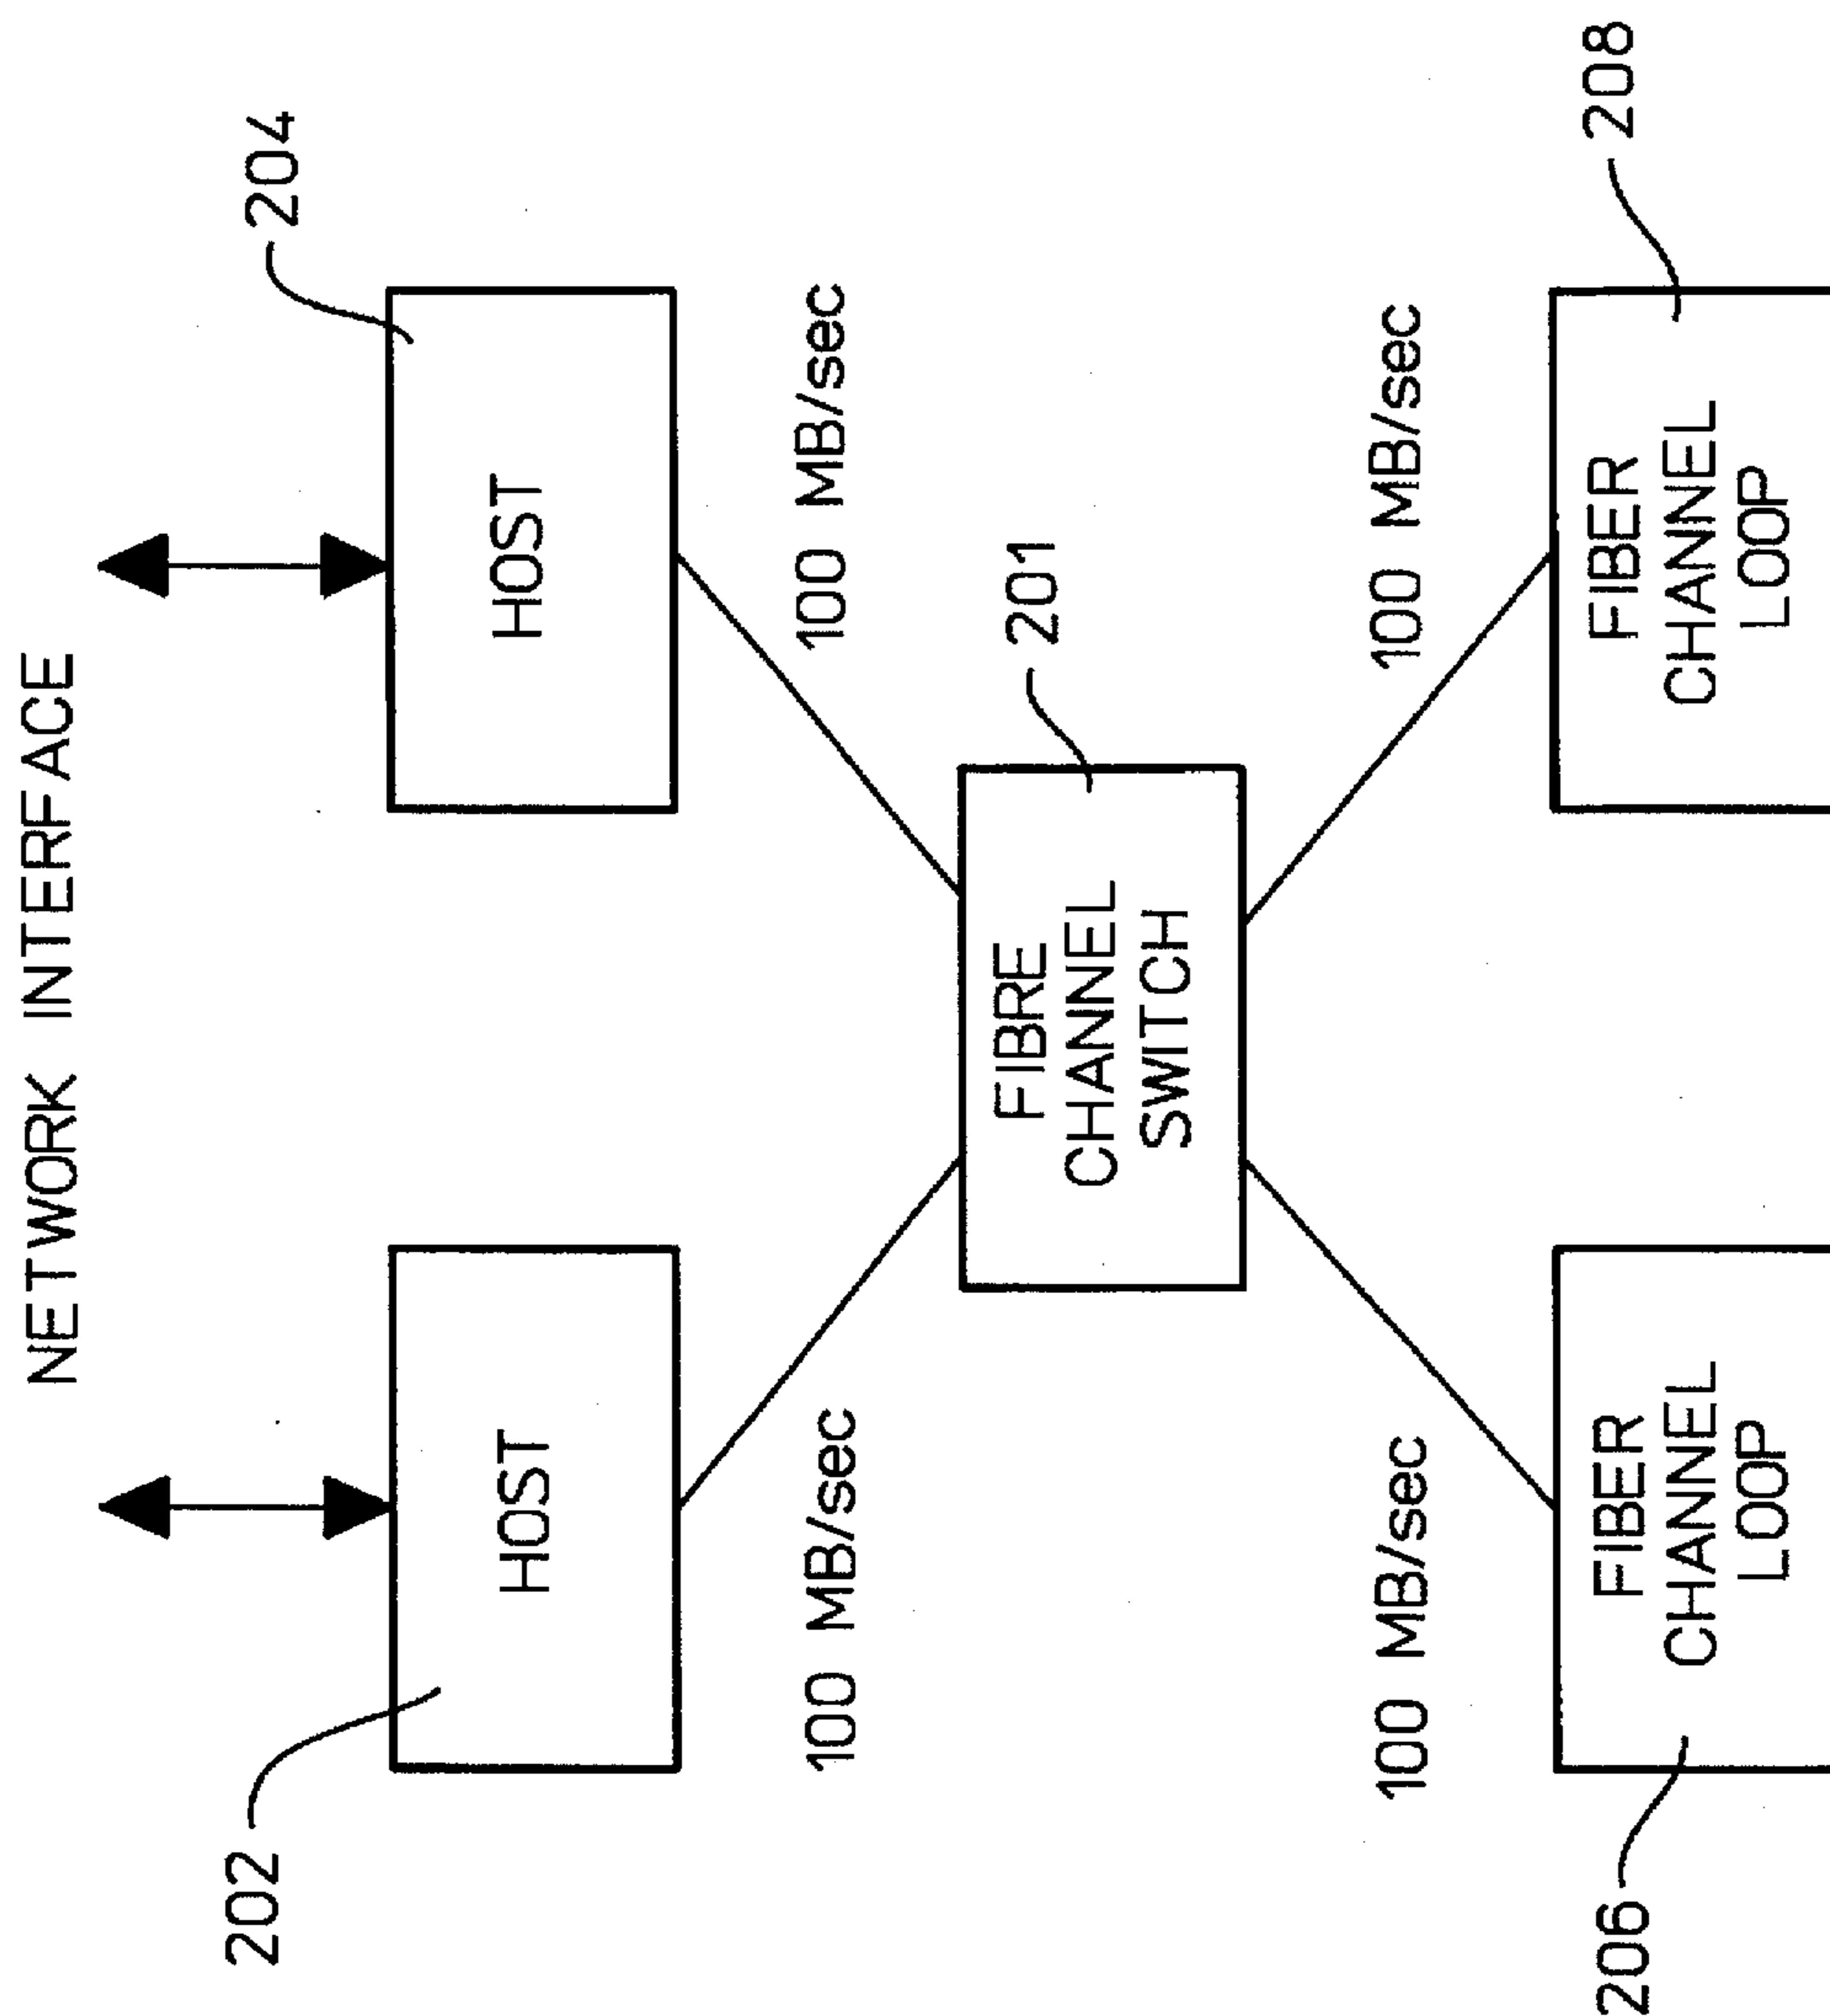 NETWORK INTERFACE
202
204
HOST
HOST
100 MB/sec
100 MB/sec
201
FIBRE
CHANNEL
SWITCH
100 MB/sec
100 MB/sec
206
208
FIBER
CHANNEL
LOOP
FIBER
CHANNEL
LOOP